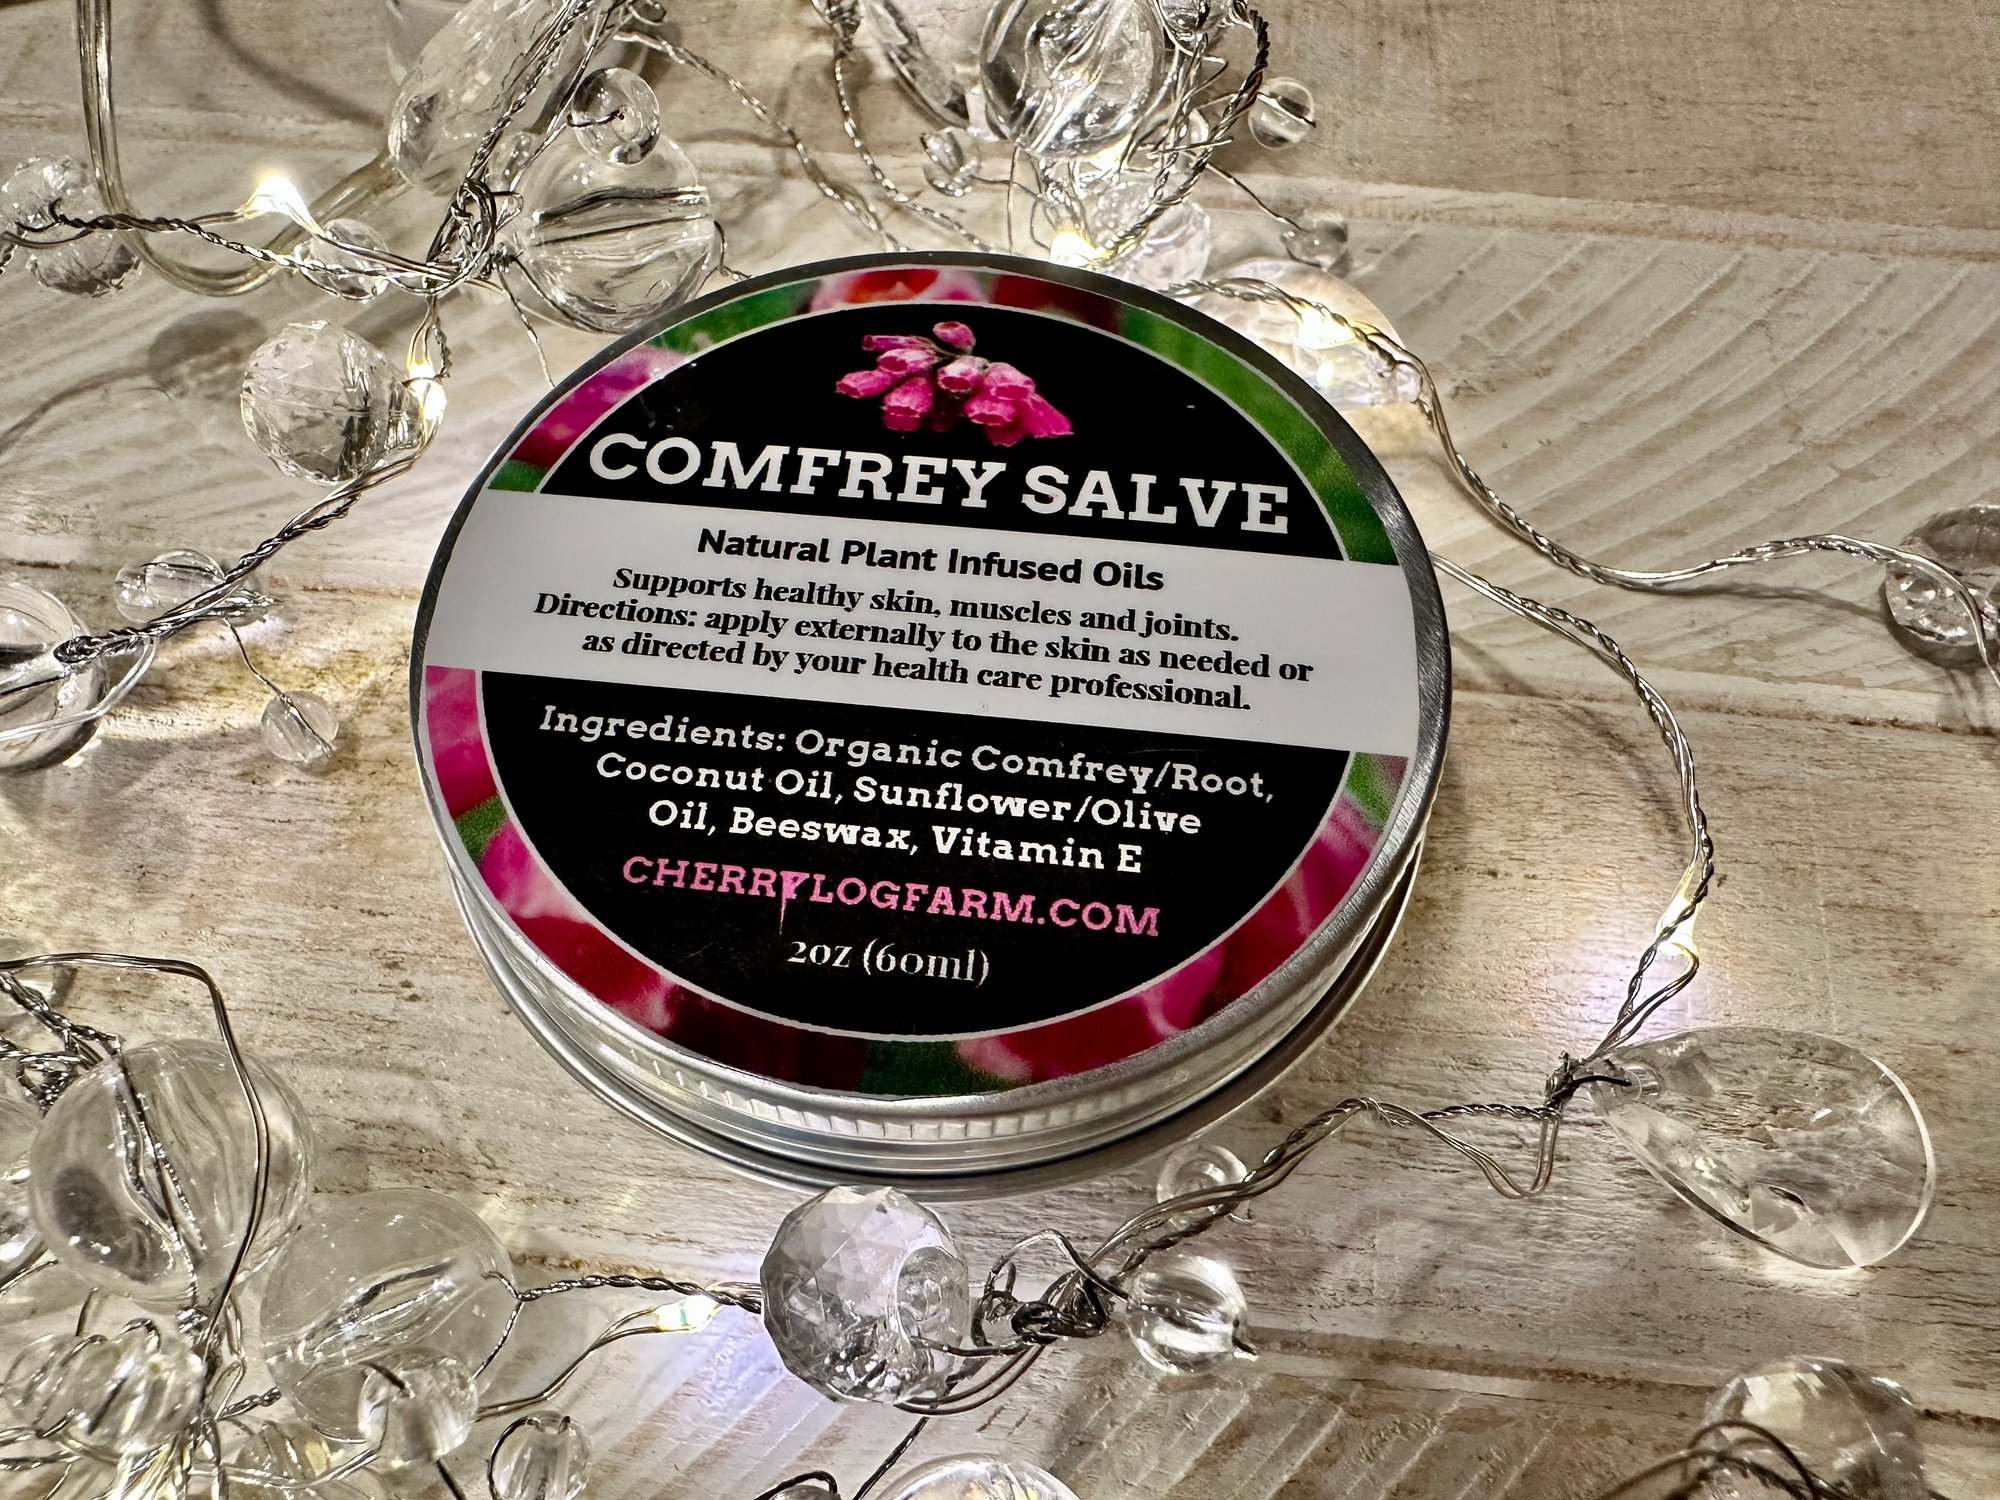 COMFREY SALVE
Natural Plant Infused Oils
Supports healthy skin, muscles and joints.
Directions: apply externally to the skin as needed or
as directed by your health care professional.
Ingredients: Organic Comfrey/Root,
Coconut Oil, Sunflower/Olive
Oil, Beeswax, Vitamin E
CHERRYLOGFARM.COM
2oz (60ml)